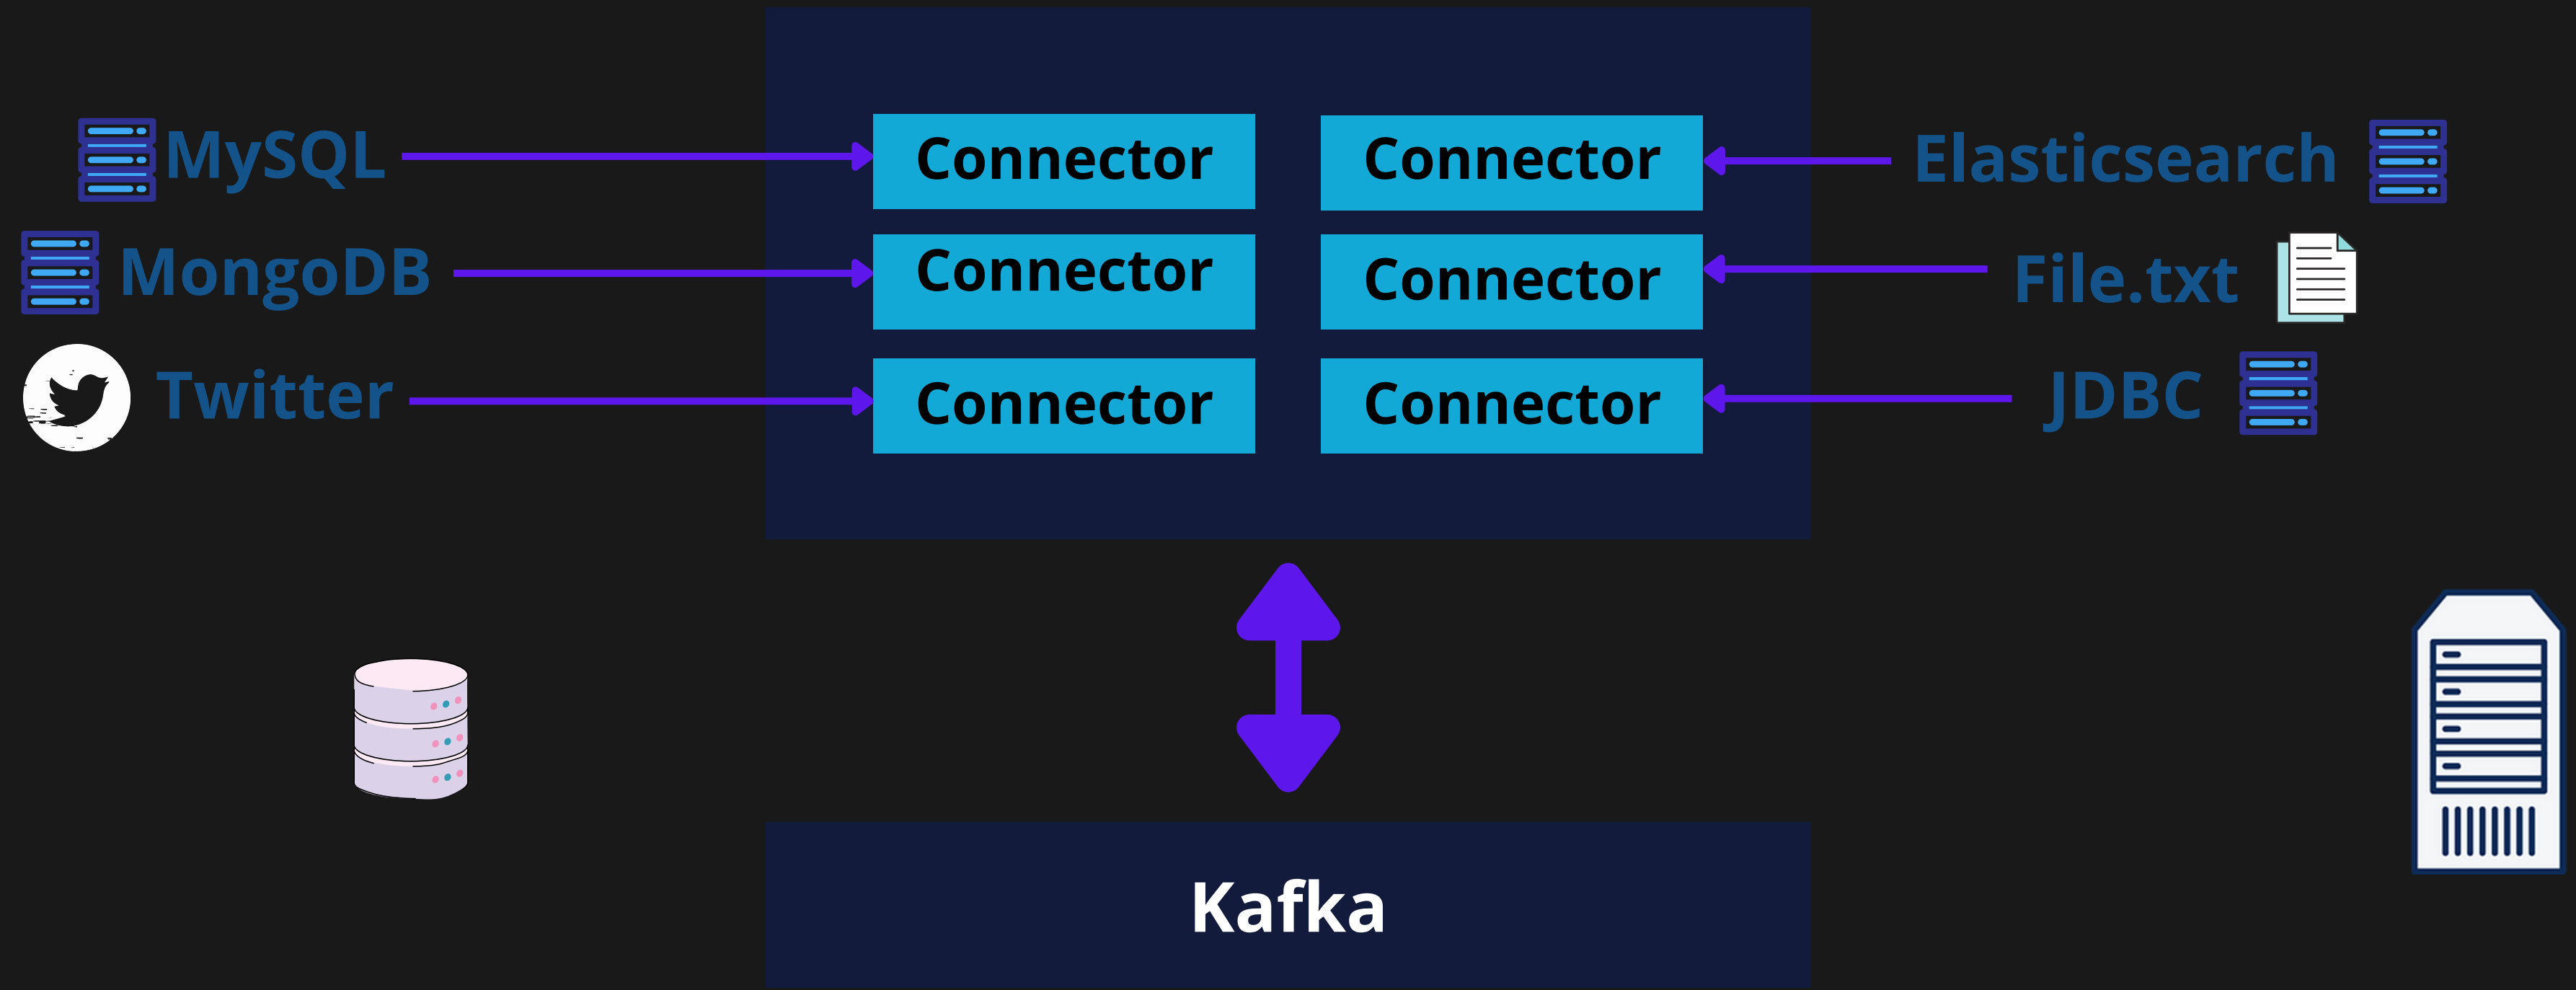 MySQL
Connector
Connector
Elasticsearch
MongoDB
Connector
Connector
File.txt
Twitter
Connector
Connector
JDBC
Kafka